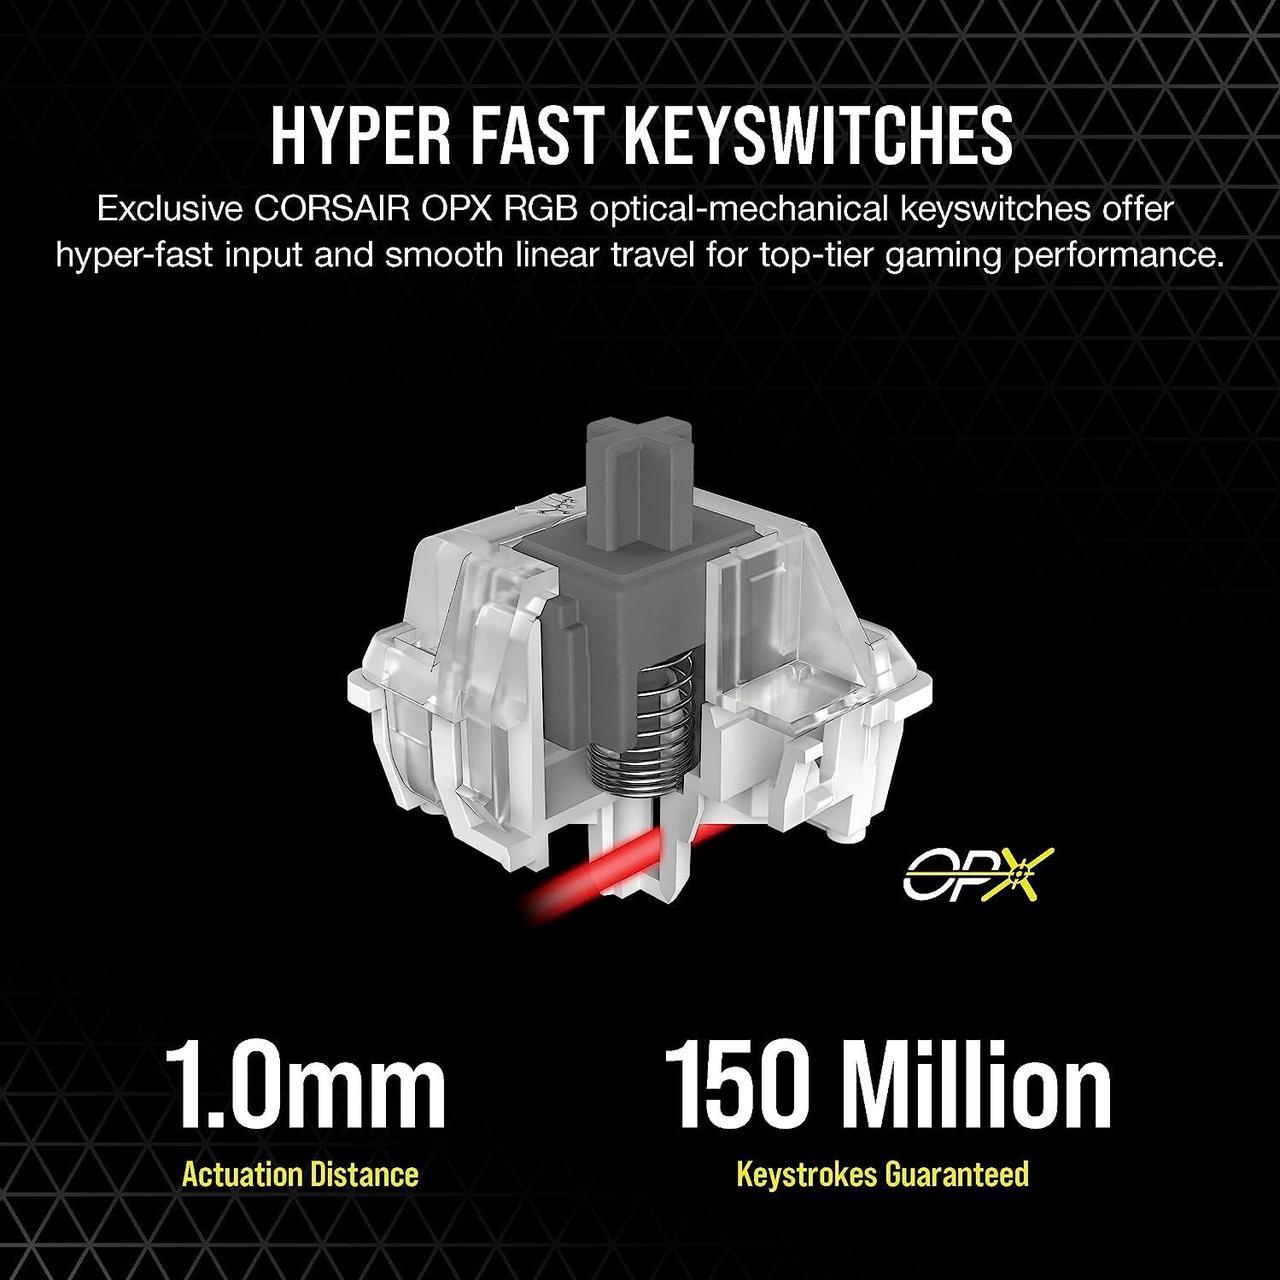 HYPER FAST KEYSWITCHES
Exclusive CORSAIR OPX RGB optical-mechanical keyswitches offer
hyper-fast input and smooth linear travel for top-tier gaming performance.
OPX
1.0mm
150 Million
Actuation Distance
Keystrokes Guaranteed